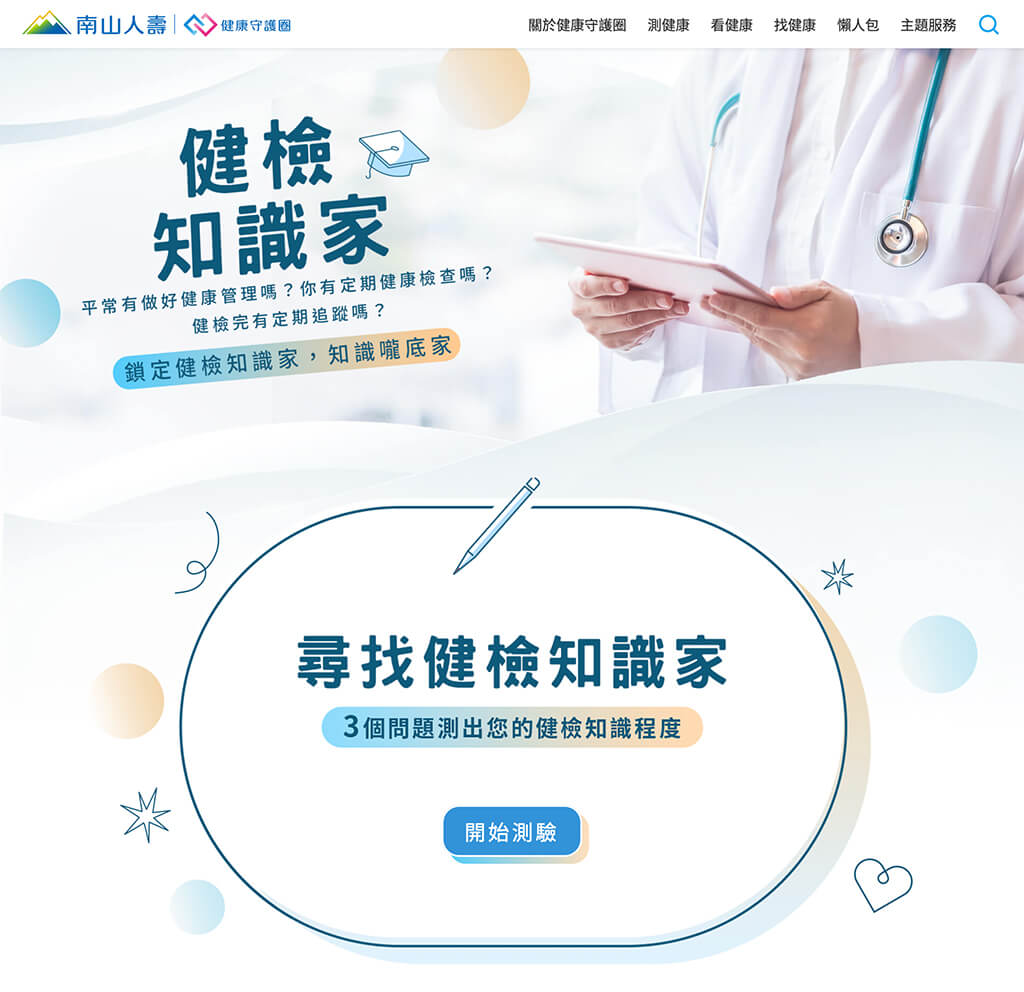 南山人壽 健康守護圈
關於健康守護圈 測健康 看健康 找健康 懶人包 主題服務
健檢
知識家
平常有做好健康管理嗎？你有定期健康檢查嗎？
健檢完有定期追蹤嗎？
鎖定健檢知識家，知識嚨底家
尋找健檢知識家
3個問題測出您的健檢知識程度
開始測驗